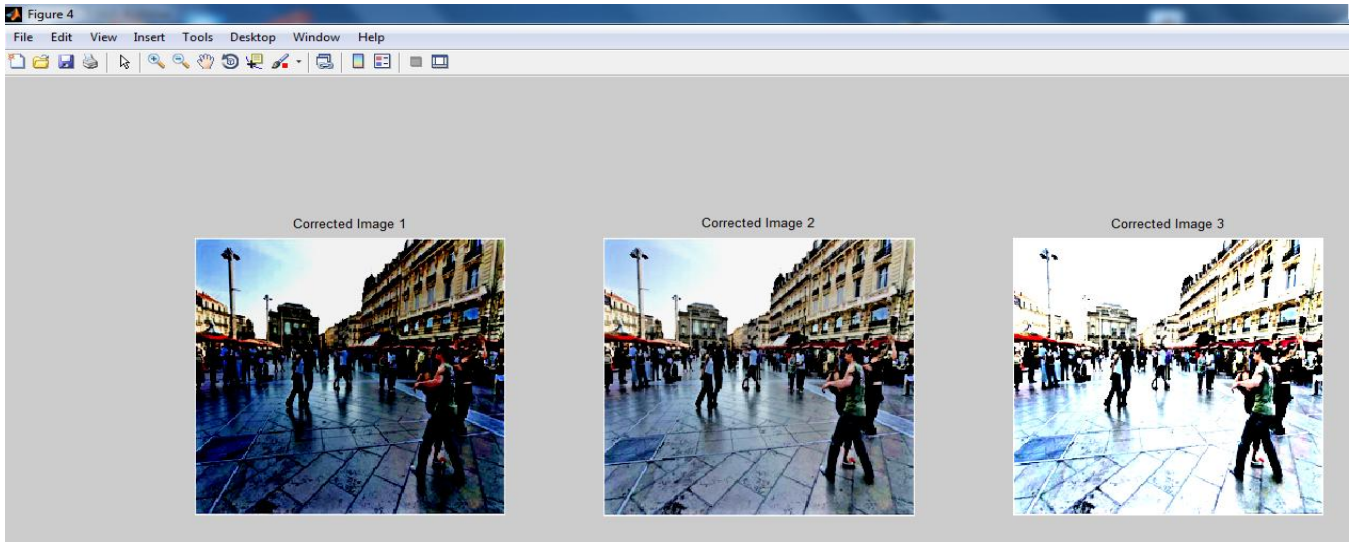 Figure 4
File Edit View Insert Tools Desktop Window Help
Corrected Image 1
Corrected Image 2
Corrected Image 3